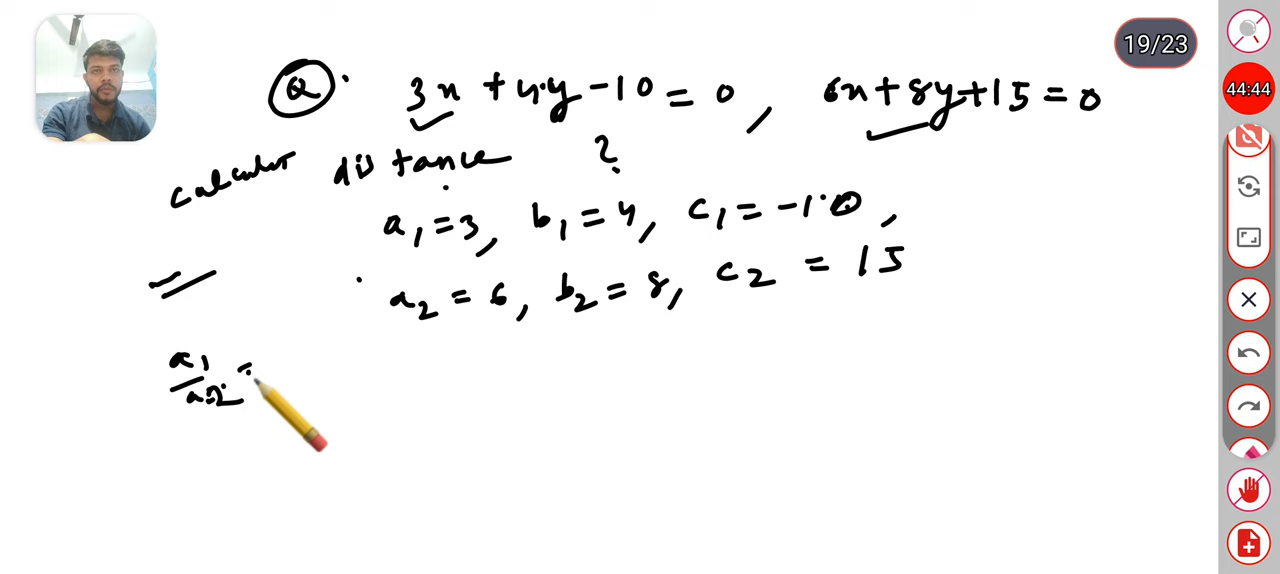 19/23
44:44
Q. 3x + 4y - 10 = 0, 6x + 8y + 15 = 0
distance ?
a₁ = 3, b₁ = 4, c₁ = -10,
a₂ = 6, b₂ = 8, c₂ = 15
a₁/a₂ =